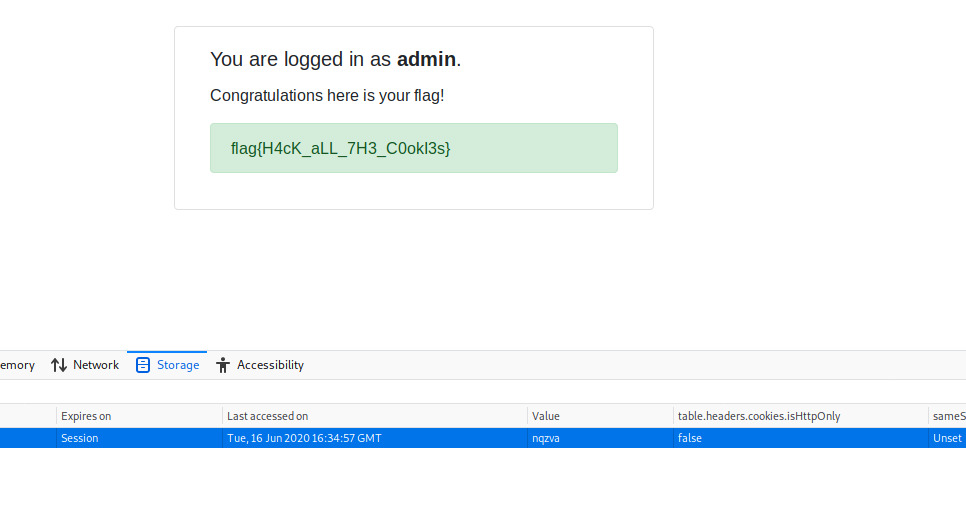 You are logged in as admin.
Congratulations here is your flag!
flag{H4cK_aLL_7H3_C0okI3s}
emory Network Storage Accessibility
Expires on Last accessed on Value table.headers.cookies.isHttpOnly sameS
Session Tue, 16 Jun 2020 16:34:57 GMT nqzva false Unset